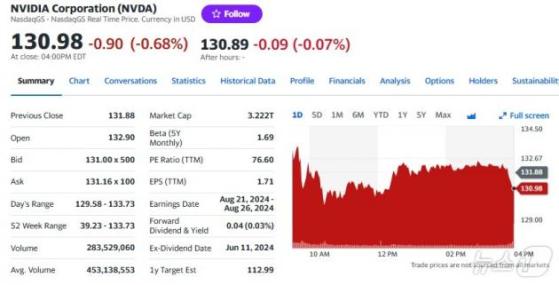 NVIDIA Corporation (NVDA)
NasdaqGS - NasdaqGS Real Time Price. Currency in USD
Follow
130.98 -0.90 (-0.68%) 130.89 -0.09 (-0.07%)
At close: 04:00PM EDT After hours: -
Summary Chart Conversations Statistics Historical Data Profile Financials Analysis Options Holders Sustainabilit
Previous Close 131.88 Market Cap 3.222T
Open 132.90 Beta (5Y Monthly) 1.69
Bid 131.00 x 500 PE Ratio (TTM) 76.60
Ask 131.16 x 100 EPS (TTM) 1.71
Day's Range 129.58 - 133.73 Earnings Date Aug 21, 2024 - Aug 26, 2024
52 Week Range 39.23 - 133.73 Forward Dividend & Yield 0.04 (0.03%)
Volume 283,529,060 Ex-Dividend Date Jun 11, 2024
Avg. Volume 453,138,553 1y Target Est 112.99
1D 5D 1M 6M YTD 1Y 5Y Max Full screen
134.50
132.67
131.88
130.98
129.00
10 AM 12 PM 02 PM 04 PM
Trade prices are not sourced from all markets
뉴스1